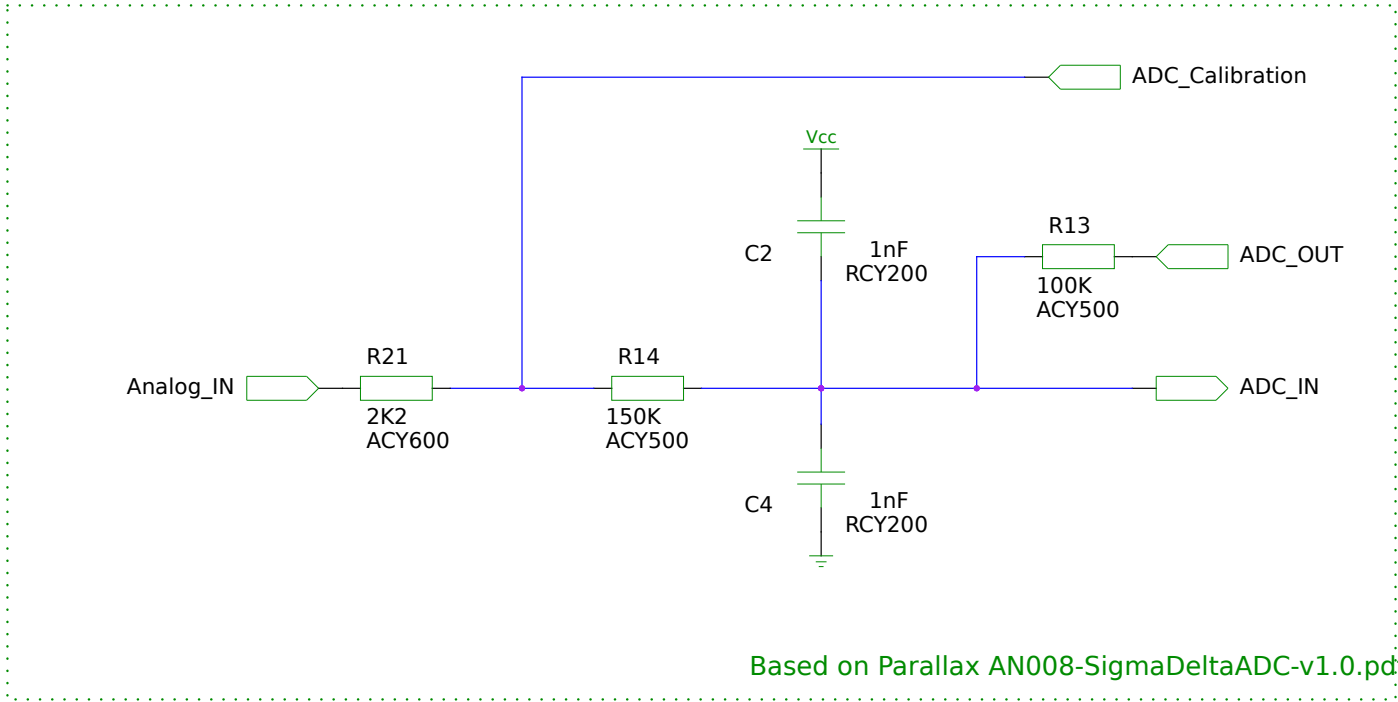 ADC_Calibration
Vcc
R13
C2
1nF
RCY200
ADC_OUT
100K
ACY500
R21
R14
Analog_IN
ADC_IN
2K2
ACY600
150K
ACY500
C4
1nF
RCY200
Based on Parallax AN008-SigmaDeltaADC-v1.0.pd